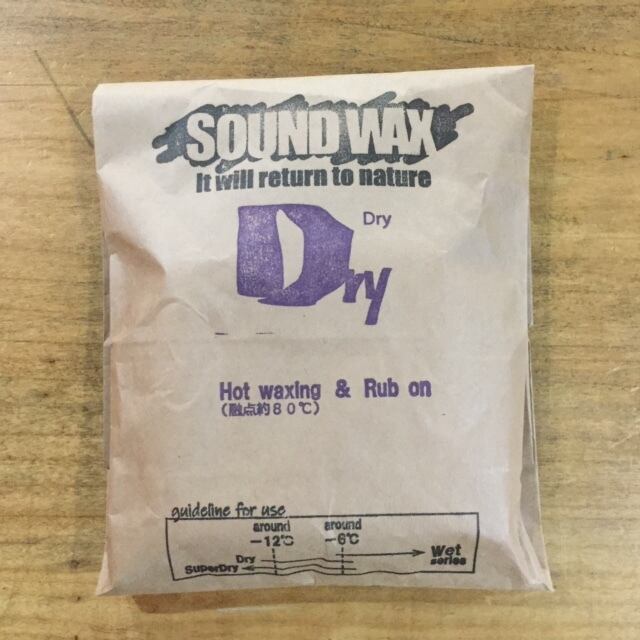 SOUND WAX
It will return to nature
Dry
Dry
Hot waxing & Rub on
(融点約80℃)
guideline for use
around around
-12℃ -6℃
Dry
SuperDry
Wet
series